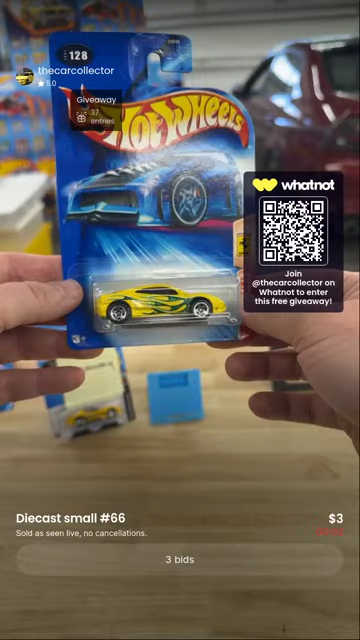 128
thecarcollector
5.0
Giveaway
37
entries
HOT WHEELS
whatnot
Join
@thecarcollector on
Whatnot to enter
this free giveaway!
Diecast small #66
$3
Sold as seen live, no cancellations.
3 bids